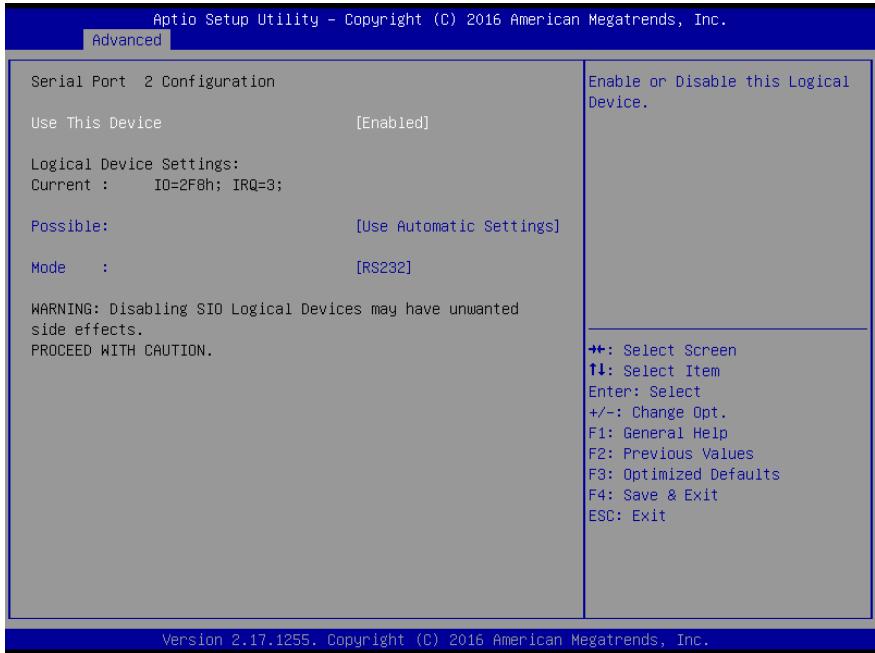 Aptio Setup Utility – Copyright (C) 2016 American Megatrends, Inc.
Advanced
Serial Port  2 Configuration
Use This Device [Enabled]
Logical Device Settings:
Current : IO=2F8h; IRQ=3;
Possible: [Use Automatic Settings]
Mode : [RS232]
WARNING: Disabling SIO Logical Devices may have unwanted
side effects.
PROCEED WITH CAUTION.
Enable or Disable this Logical
Device.
→←: Select Screen
↑↓: Select Item
Enter: Select
+/-: Change Opt.
F1: General Help
F2: Previous Values
F3: Optimized Defaults
F4: Save & Exit
ESC: Exit
Version 2.17.1255. Copyright (C) 2016 American Megatrends, Inc.